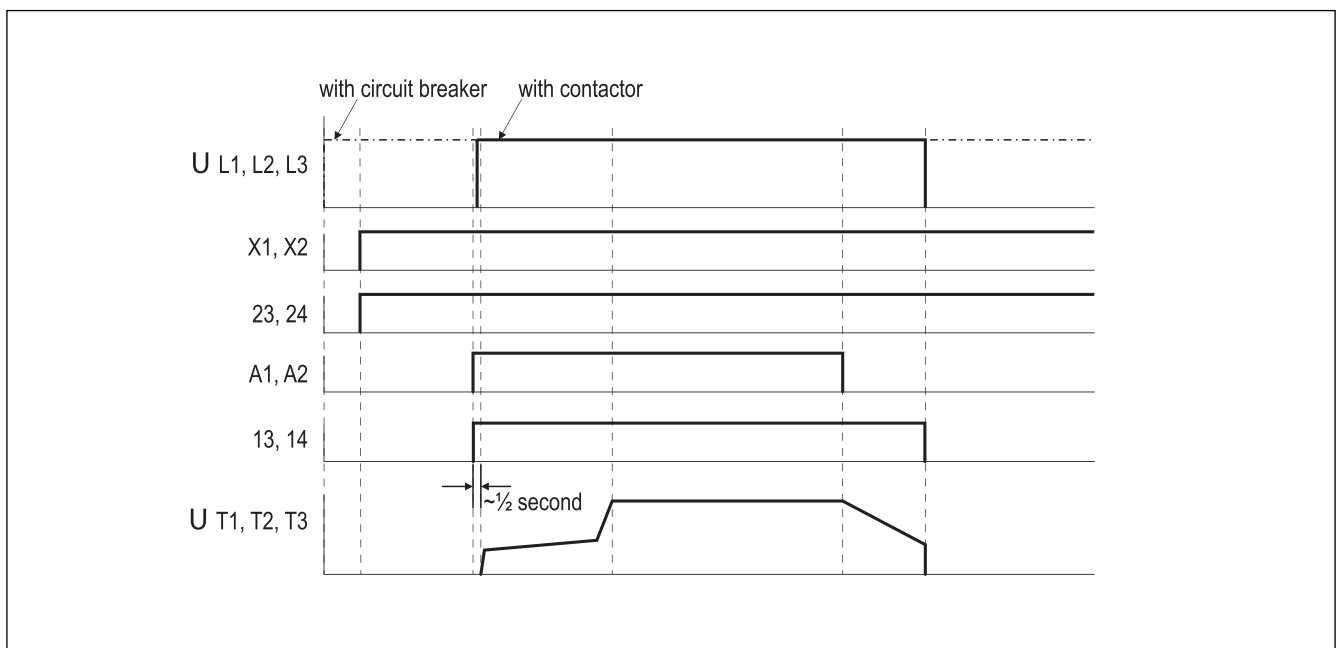 with circuit breaker
with contactor
U L1, L2, L3
X1, X2
23, 24
A1, A2
13, 14
~½ second
U T1, T2, T3